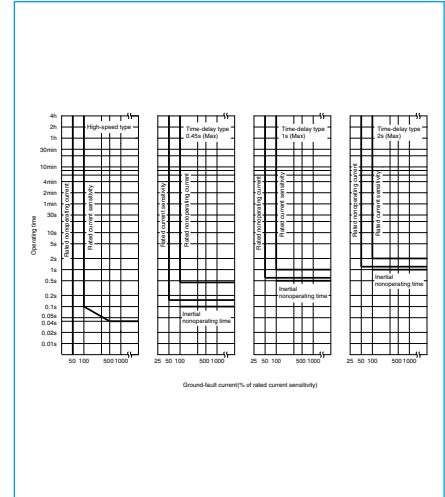 4h
2h
1h
30min
10min
4min
2min
1min
30s
10s
5s
2s
1s
0.5s
0.2s
0.1s
0.05s
0.04s
0.02s
0.01s
Operating time
High-speed type
Rated nonoperating current
Rated current sensitivity
50 100 500 1000
Time-delay type
0.45s (Max)
Rated nonoperating current
Rated current sensitivity
Inertial
nonoperating time
25 50 100 500 1000
Time-delay type
1s (Max)
Rated nonoperating current
Rated current sensitivity
Inertial
nonoperating time
25 50 100 500 1000
Time-delay type
2s (Max)
Rated nonoperating current
Rated current sensitivity
Inertial
nonoperating time
25 50 100 500 1000
Ground-fault current(% of rated current sensitivity)